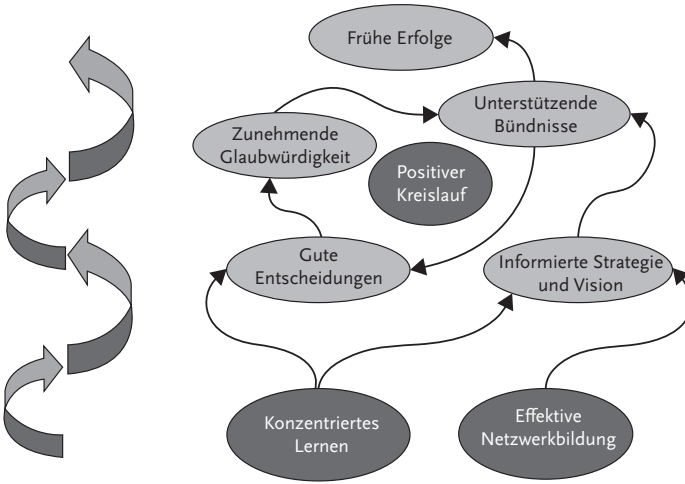 Frühe Erfolge
Unterstützende
Bündnisse
Zunehmende
Glaubwürdigkeit
Positiver
Kreislauf
Gute
Entscheidungen
Informierte Strategie
und Vision
Konzentriertes
Lernen
Effektive
Netzwerkbildung